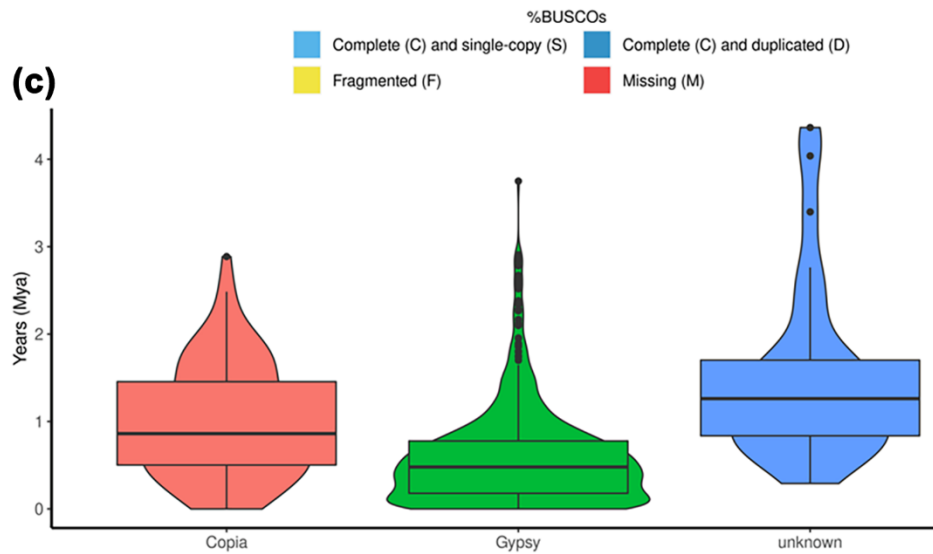 %BUSCOs
Complete (C) and single-copy (S) Complete (C) and duplicated (D)
Fragmented (F) Missing (M)
(c)
4
3
2
1
0
Years (Mya)
Copia Gypsy unknown